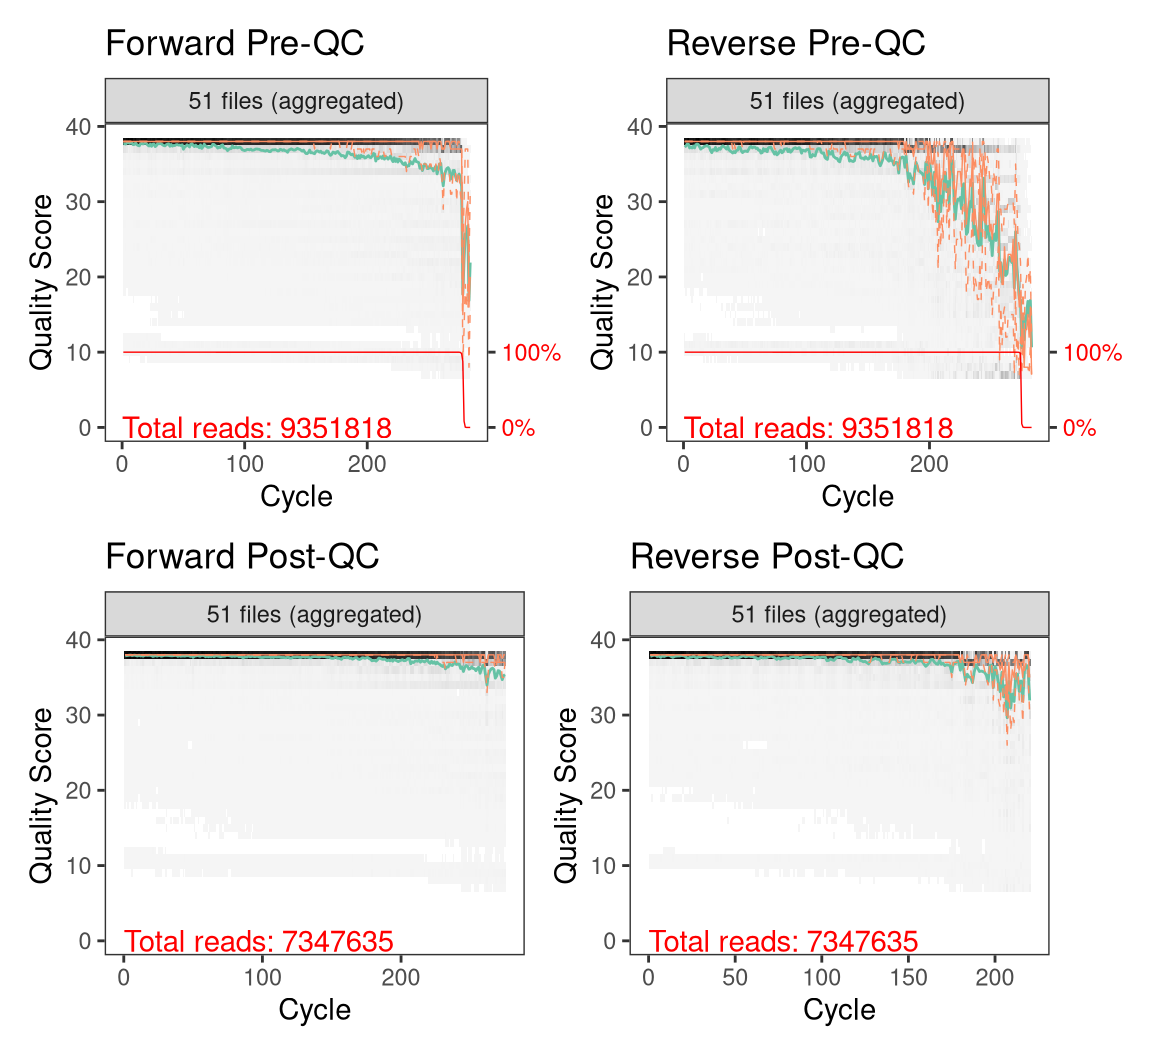 Forward Pre-QC
51 files (aggregated)
40
30
20
10
0
Quality Score
100%
0%
Total reads: 9351818
0 100 200
Cycle
Reverse Pre-QC
51 files (aggregated)
40
30
20
10
0
Quality Score
100%
0%
Total reads: 9351818
0 100 200
Cycle
Forward Post-QC
51 files (aggregated)
40
30
20
10
0
Quality Score
Total reads: 7347635
0 100 200
Cycle
Reverse Post-QC
51 files (aggregated)
40
30
20
10
0
Quality Score
Total reads: 7347635
0 50 100 150 200
Cycle